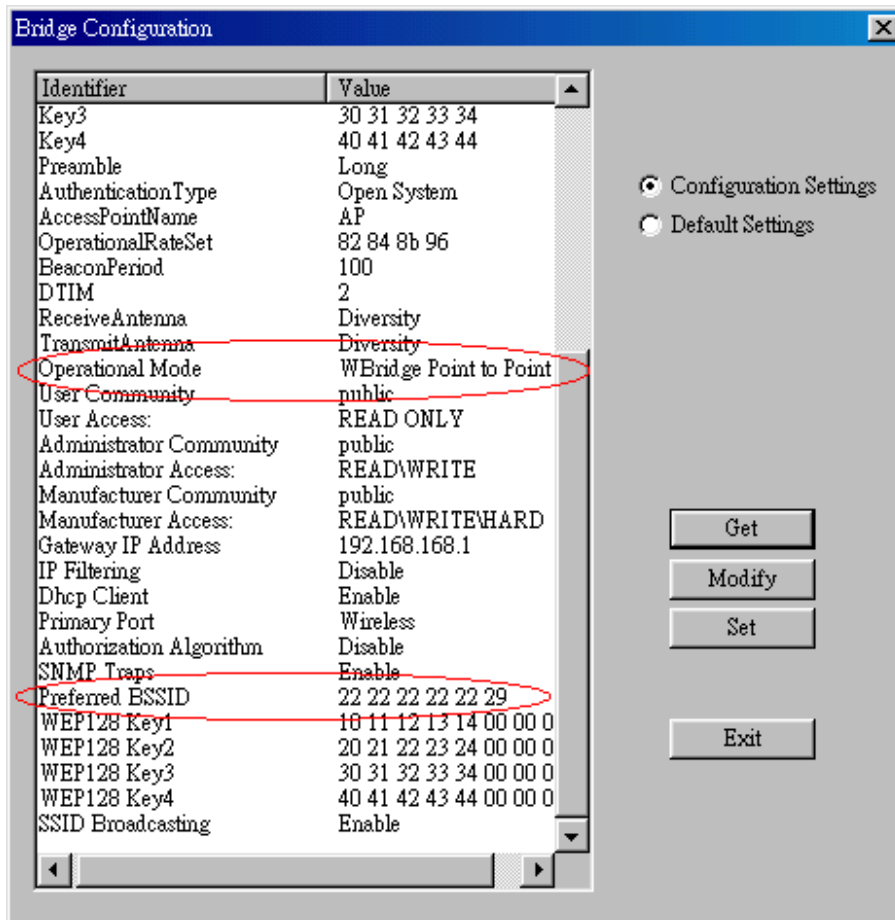 Bridge Configuration
Identifier Value
Key3 30 31 32 33 34
Key4 40 41 42 43 44
Preamble Long
AuthenticationType Open System
AccessPointName AP
OperationalRateSet 82 84 8b 96
BeaconPeriod 100
DTIM 2
ReceiveAntenna Diversity
TransmitAntenna Diversity
Operational Mode WBridge Point to Point
User Community public
User Access: READ ONLY
Administrator Community public
Administrator Access: READ\WRITE
Manufacturer Community public
Manufacturer Access: READ\WRITE\HARD
Gateway IP Address 192.168.168.1
IP Filtering Disable
Dhcp Client Enable
Primary Port Wireless
Authorization Algorithm Disable
SNMP Traps Enable
Preferred BSSID 22 22 22 22 22 29
WEP128 Key1 10 11 12 13 14 00 00 0
WEP128 Key2 20 21 22 23 24 00 00 0
WEP128 Key3 30 31 32 33 34 00 00 0
WEP128 Key4 40 41 42 43 44 00 00 0
SSID Broadcasting Enable
Configuration Settings
Default Settings
Get
Modify
Set
Exit